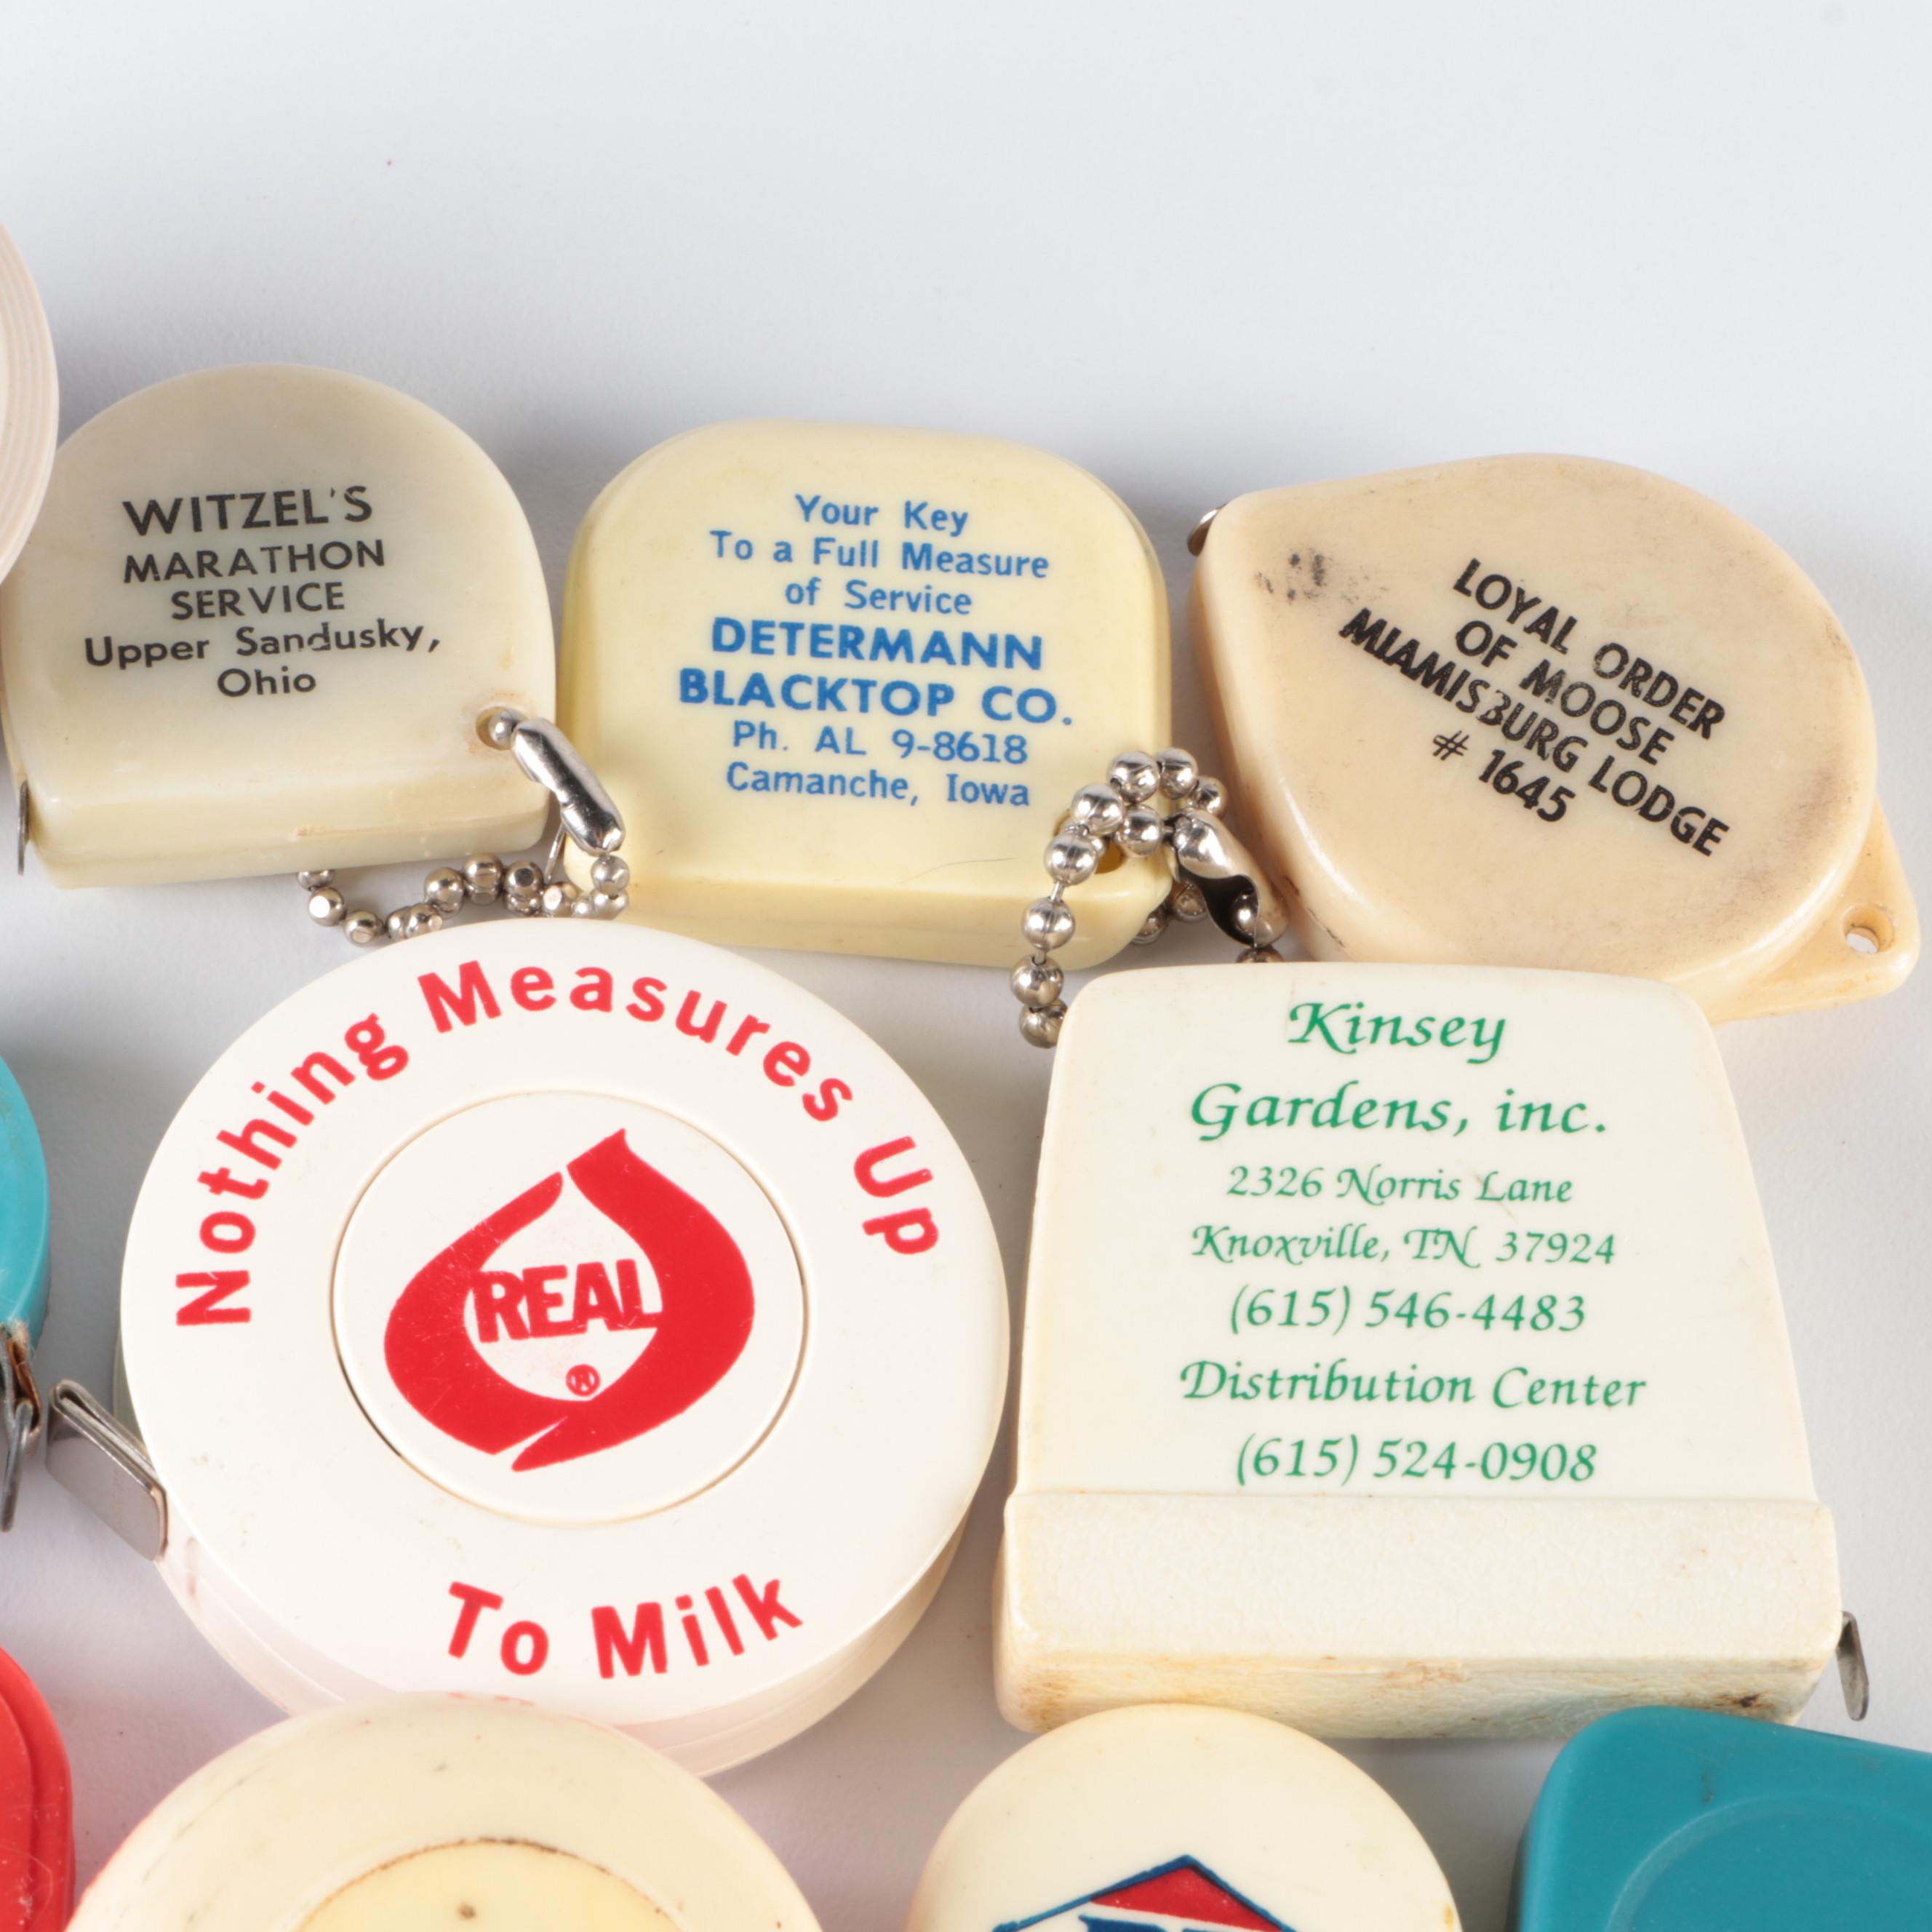 WITZEL'S
MARATHON
SERVICE
Upper Sandusky,
Ohio
Your Key
To a Full Measure
of Service
DETERMANN
BLACKTOP CO.
Ph. AL 9-8618
Camanche, Iowa
LOYAL ORDER
OF MOOSE
MIAMISBURG LODGE
# 1645
Nothing Measures Up
REAL
®
To Milk
Kinsey
Gardens, inc.
2326 Norris Lane
Knoxville, TN 37924
(615) 546-4483
Distribution Center
(615) 524-0908